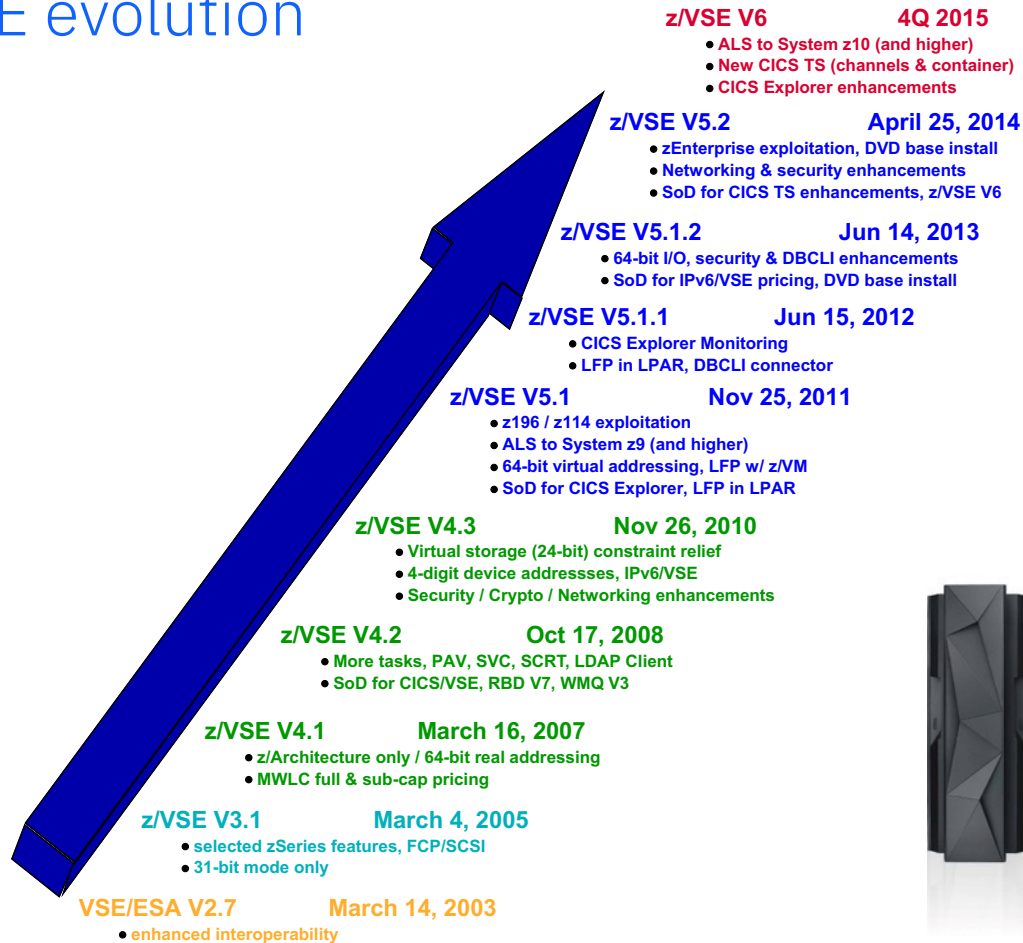 E evolution
z/VSE V6 4Q 2015
● ALS to System z10 (and higher)
● New CICS TS (channels & container)
● CICS Explorer enhancements
z/VSE V5.2 April 25, 2014
● zEnterprise exploitation, DVD base install
● Networking & security enhancements
● SoD for CICS TS enhancements, z/VSE V6
z/VSE V5.1.2 Jun 14, 2013
● 64-bit I/O, security & DBCLI enhancements
● SoD for IPv6/VSE pricing, DVD base install
z/VSE V5.1.1 Jun 15, 2012
● CICS Explorer Monitoring
● LFP in LPAR, DBCLI connector
z/VSE V5.1 Nov 25, 2011
● z196 / z114 exploitation
● ALS to System z9 (and higher)
● 64-bit virtual addressing, LFP w/ z/VM
● SoD for CICS Explorer, LFP in LPAR
z/VSE V4.3 Nov 26, 2010
● Virtual storage (24-bit) constraint relief
● 4-digit device addressses, IPv6/VSE
● Security / Crypto / Networking enhancements
z/VSE V4.2 Oct 17, 2008
● More tasks, PAV, SVC, SCRT, LDAP Client
● SoD for CICS/VSE, RBD V7, WMQ V3
z/VSE V4.1 March 16, 2007
● z/Architecture only / 64-bit real addressing
● MWLC full & sub-cap pricing
z/VSE V3.1 March 4, 2005
● selected zSeries features, FCP/SCSI
● 31-bit mode only
VSE/ESA V2.7 March 14, 2003
● enhanced interoperability